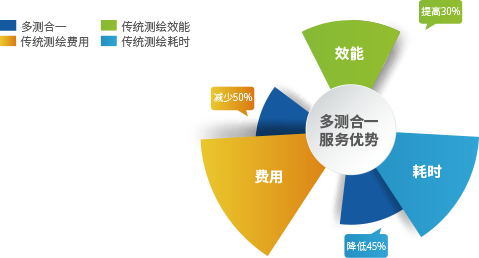 多测合一
传统测绘效能
传统测绘费用
传统测绘耗时
提高30%
效能
减少50%
多测合一
服务优势
费用
耗时
降低45%